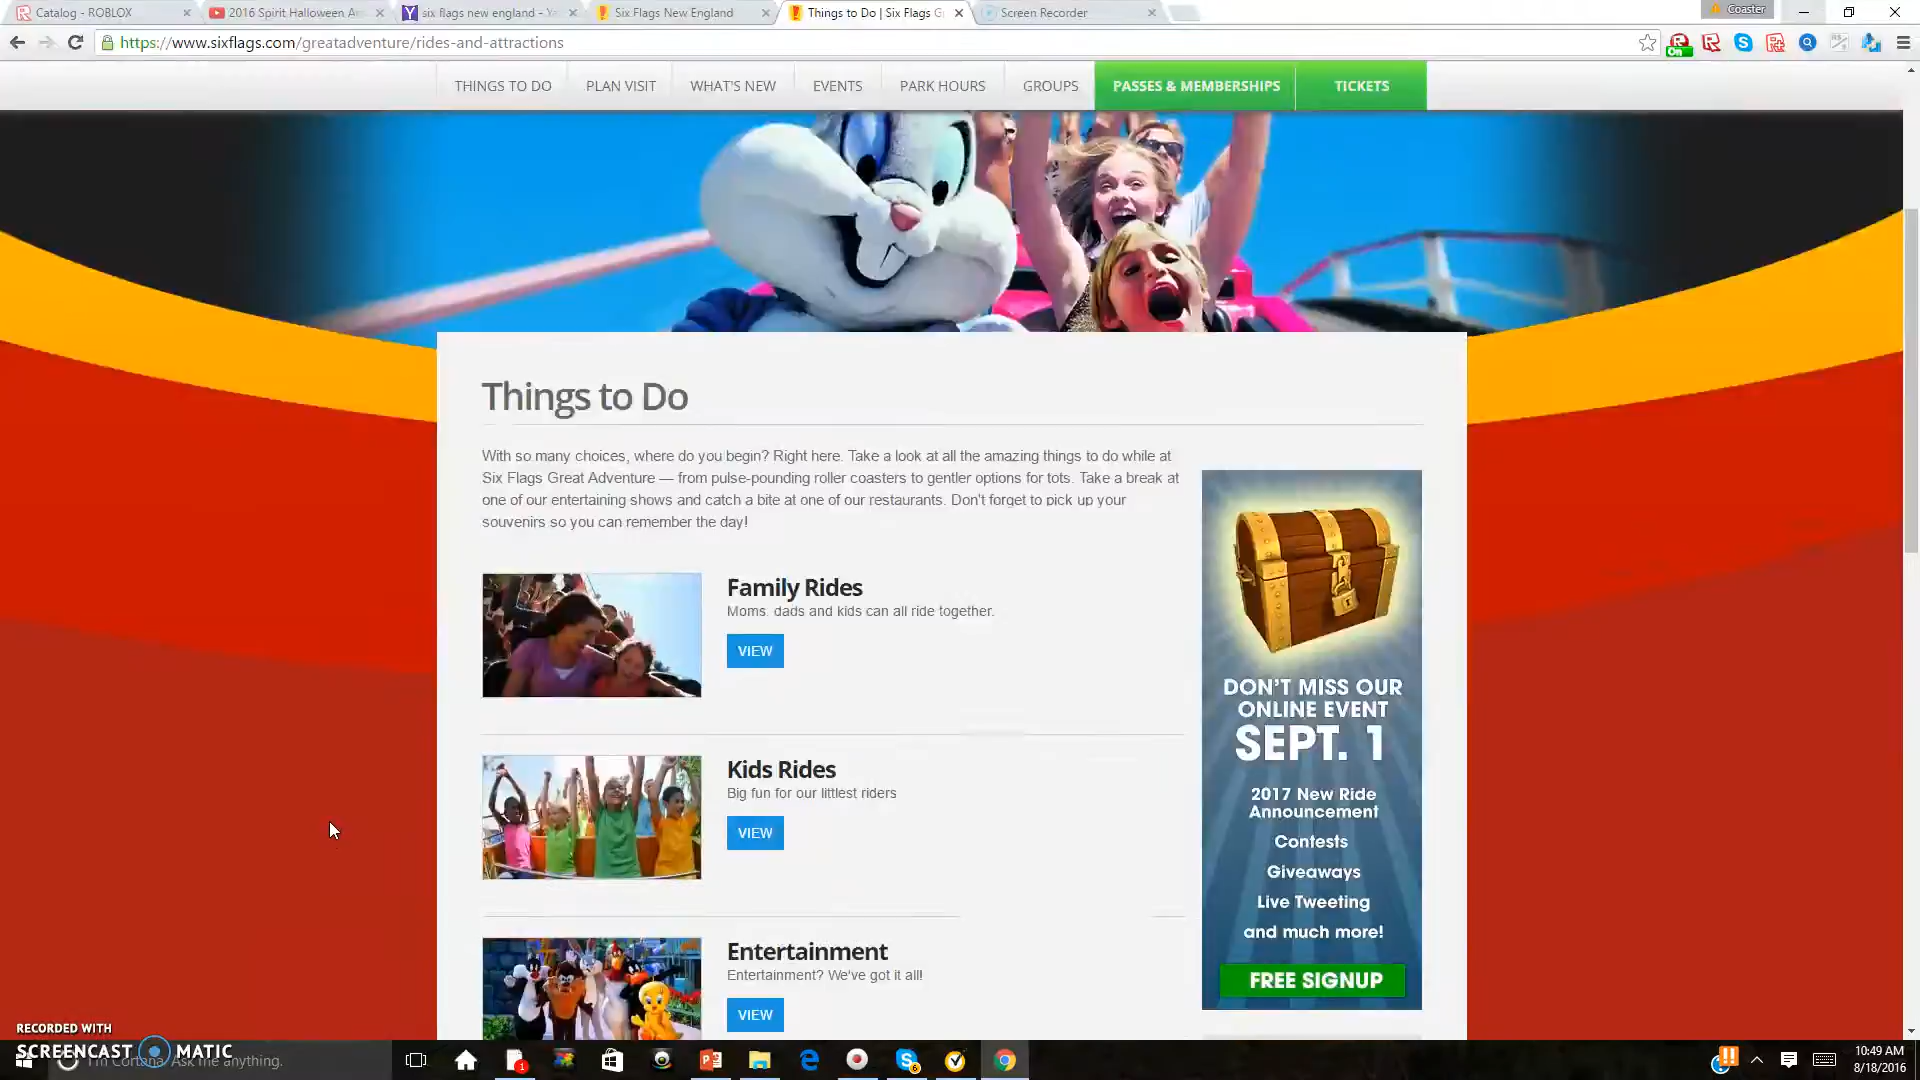 Catalog - ROBLOX
2016 Spirit Halloween A
six flags new england - Ya
Six Flags New England
Things to Do | Six Flags G
Screen Recorder
Coaster
https://www.sixflags.com/greatadventure/rides-and-attractions
On
THINGS TO DO
PLAN VISIT
WHAT'S NEW
EVENTS
PARK HOURS
GROUPS
PASSES & MEMBERSHIPS
TICKETS
Things to Do
With so many choices, where do you begin? Right here. Take a look at all the amazing things to do while at
Six Flags Great Adventure — from pulse-pounding roller coasters to gentler options for tots. Take a break at
one of our entertaining shows and catch a bite at one of our restaurants. Don't forget to pick up your
souvenirs so you can remember the day!
Family Rides
Moms, dads and kids can all ride together.
VIEW
Kids Rides
Big fun for our littlest riders
VIEW
Entertainment
Entertainment? We've got it all!
VIEW
DON'T MISS OUR
ONLINE EVENT
SEPT. 1
2017 New Ride
Announcement
Contests
Giveaways
Live Tweeting
and much more!
FREE SIGNUP
RECORDED WITH
SCREENCAST MATIC
I'm Cortana. Ask me anything.
10:49 AM
8/18/2016